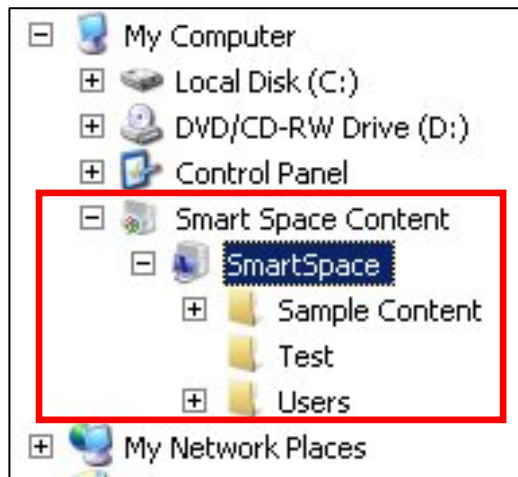 My Computer
Local Disk (C:)
DVD/CD-RW Drive (D:)
Control Panel
Smart Space Content
SmartSpace
Sample Content
Test
Users
My Network Places